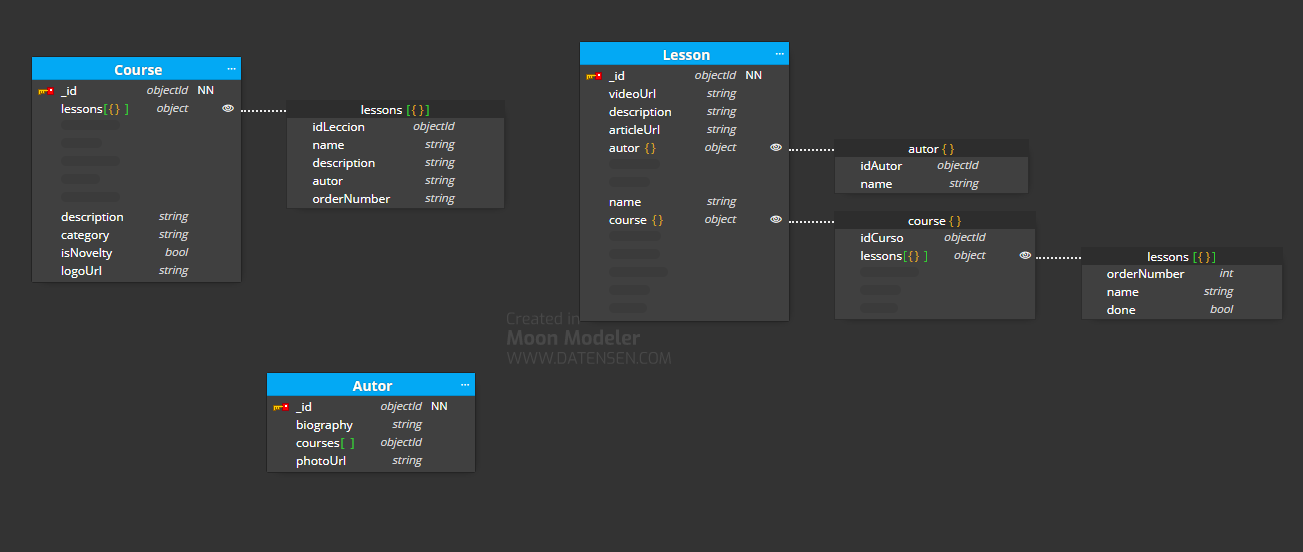 Course ...
_id objectId NN
lessons[{} ] object
description string
category string
isNovelty bool
logoUrl string
lessons [{}]
idLeccion objectId
name string
description string
autor string
orderNumber string
Lesson ...
_id objectId NN
videoUrl string
description string
articleUrl string
autor {} object
name string
course {} object
autor {}
idAutor objectId
name string
course {}
idCurso objectId
lessons[{} ] object
lessons [{}]
orderNumber int
name string
done bool
Created in
Moon Modeler
WWW.DATENSEN.COM
Autor ...
_id objectId NN
biography string
courses[ ] objectId
photoUrl string